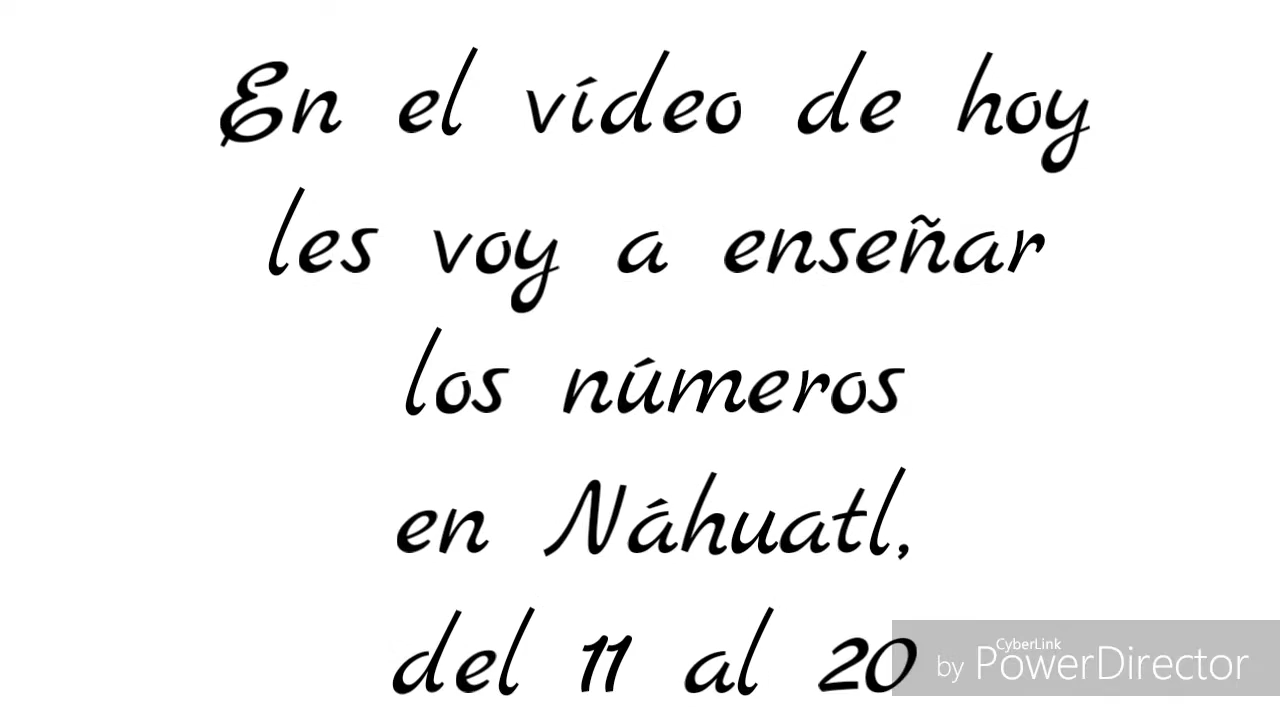 En el vídeo de hoy
les voy a enseñar
los números
en Náhuatl,
del 11 al 20
CyberLink
by PowerDirector